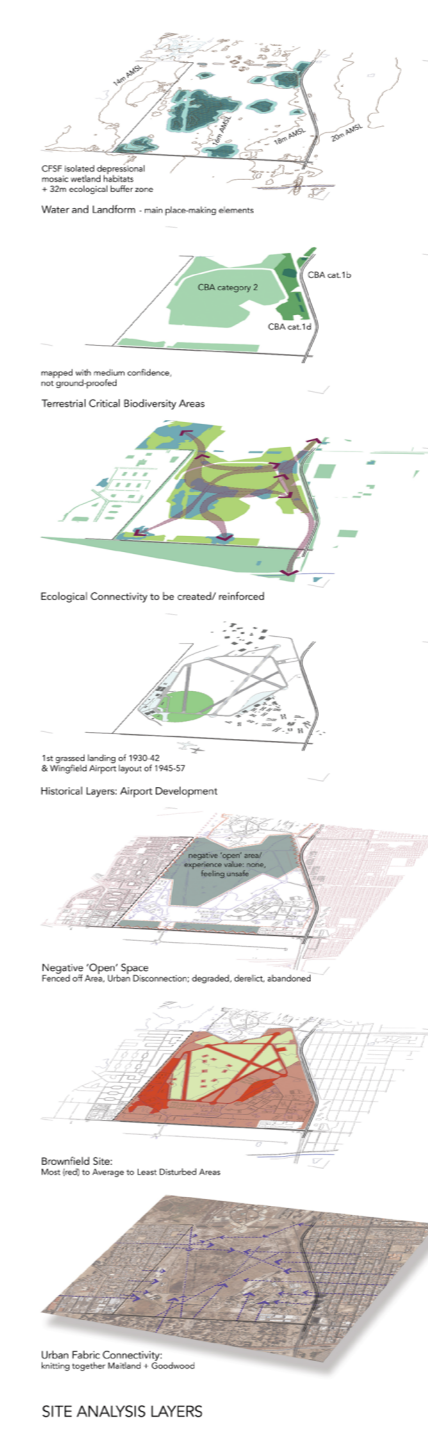 14m AMSL
16m AMSL
18m AMSL
20m AMSL
CFSF isolated depressional
mosaic wetland habitats
+ 32m ecological buffer zone
Water and Landform - main place-making elements
CBA category 2
CBA cat.1b
CBA cat.1d
mapped with medium confidence,
not ground-proofed
Terrestrial Critical Biodiversity Areas
Ecological Connectivity to be created/ reinforced
1st grassed landing of 1930-42
& Wingfield Airport layout of 1945-57
Historical Layers: Airport Development
negative 'open' area/
experience value: none,
feeling unsafe
Negative 'Open' Space
Fenced off Area, Urban Disconnection; degraded, derelict, abandoned
Brownfield Site:
Most (red) to Average to Least Disturbed Areas
Urban Fabric Connectivity:
knitting together Maitland + Goodwood
SITE ANALYSIS LAYERS